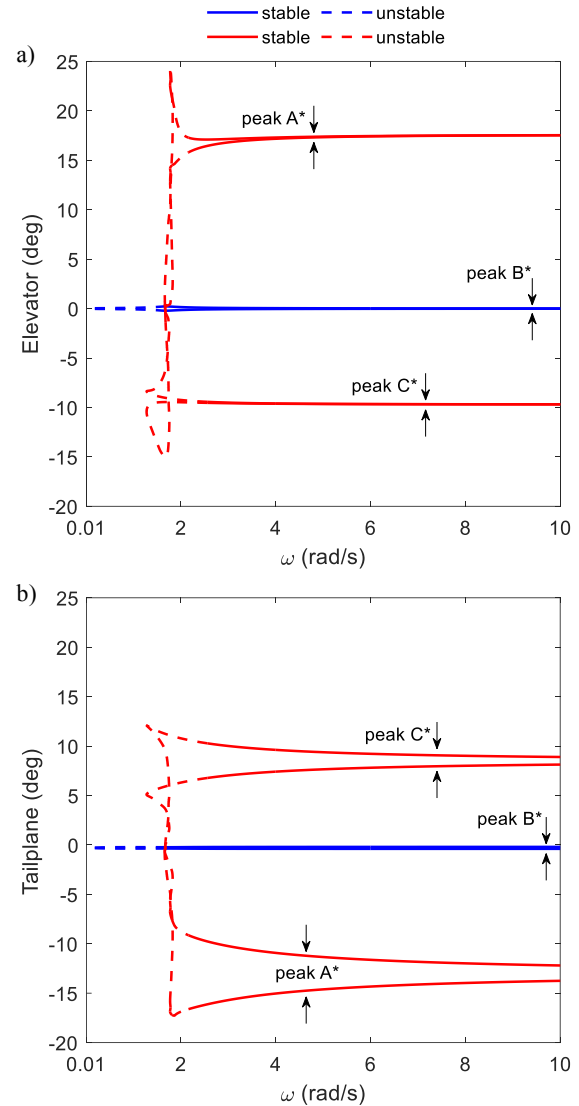 stable unstable
stable unstable
a)
25
20
15
10
5
0
-5
-10
-15
-20
Elevator (deg)
peak A*
peak B*
peak C*
0.01 2 4 6 8 10
ω (rad/s)
b)
25
20
15
10
5
0
-5
-10
-15
-20
Tailplane (deg)
peak C*
peak B*
peak A*
0.01 2 4 6 8 10
ω (rad/s)